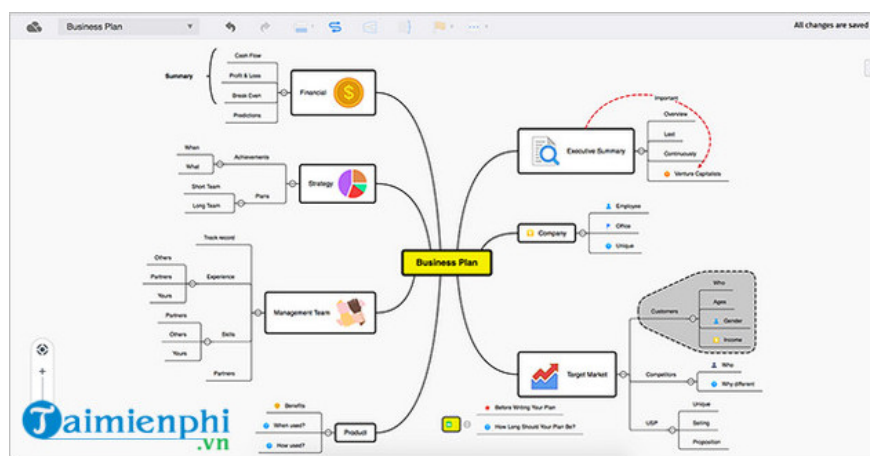 Business Plan
All changes are saved
Summary
Cash Flow
Profit & Loss
Break Even
Predictions
Financial
When
What
Achievements
Short Team
Long Team
Plans
Strategy
Track record
Others
Partners
Yours
Experience
Partners
Others
Yours
Skills
Partners
Management Team
Benefits
When used?
How used?
Product
Business Plan
Important
Executive Summary
Overview
Last
Continuously
Venture Capitalists
Company
Employee
Office
Unique
Target Market
Customers
Who
Ages
Gender
Income
Competitors
Who
Why different
USP
Unique
Selling
Proposition
Before Writing Your Plan
How Long Should Your Plan Be?
Taimienphi
.vn